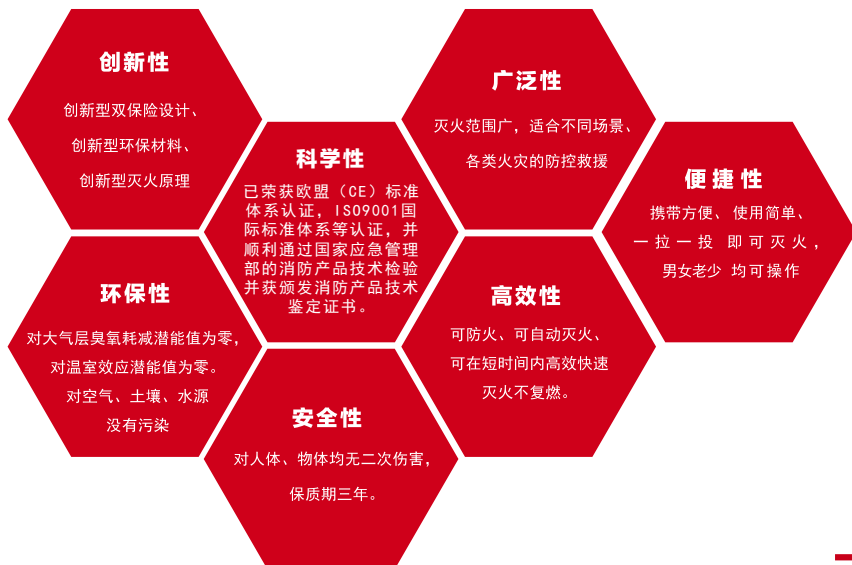 创新性
创新型双保险设计、
创新型环保材料、
创新型灭火原理
广泛性
灭火范围广，适合不同场景、
各类火灾的防控救援
科学性
已荣获欧盟（CE）标准
体系认证，ISO9001国
际标准体系等认证，并
顺利通过国家应急管理
部的消防产品技术检验
并获颁发消防产品技术
鉴定证书。
便捷性
携带方便、使用简单、
一拉一投 即可灭火，
男女老少 均可操作
环保性
对大气层臭氧耗减潜能值为零，
对温室效应潜能值为零。
对空气、土壤、水源
没有污染
高效性
可防火、可自动灭火、
可在短时间内高效快速
灭火不复燃。
安全性
对人体、物体均无二次伤害，
保质期三年。